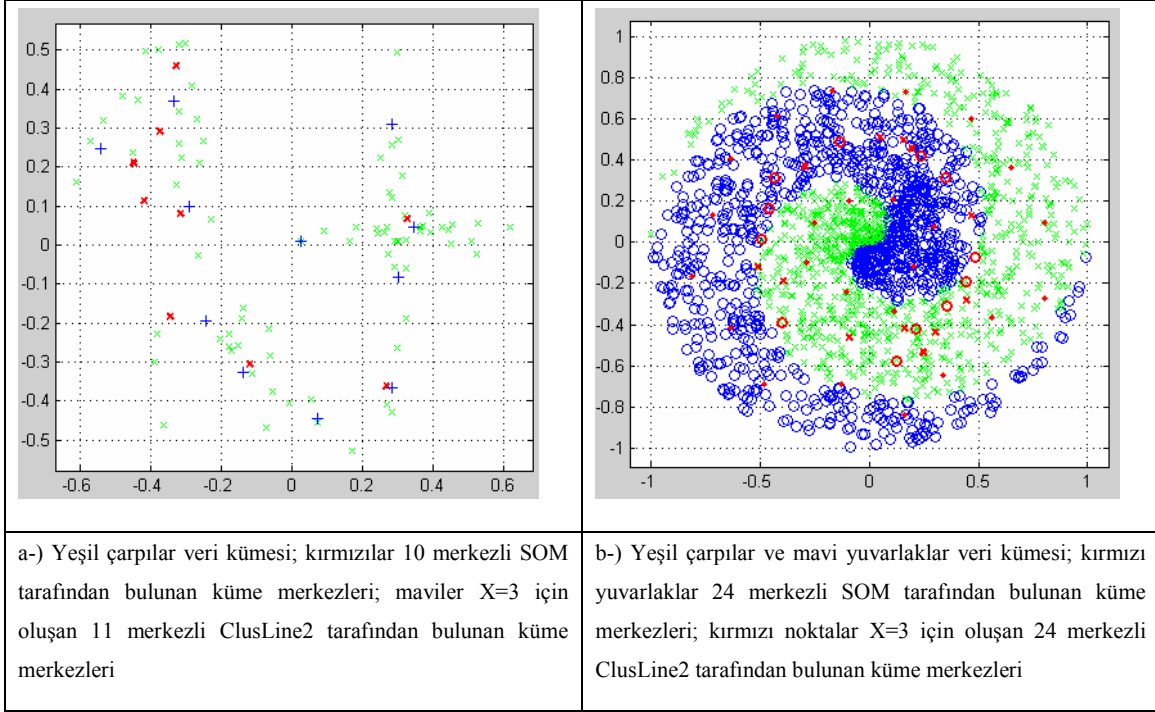 0.5
0.4
0.3
0.2
0.1
0
-0.1
-0.2
-0.3
-0.4
-0.5
-0.6 -0.4 -0.2 0 0.2 0.4 0.6
1
0.8
0.6
0.4
0.2
0
-0.2
-0.4
-0.6
-0.8
-1
-1 -0.5 0 0.5 1
a-) Yeşil çarpılar veri kümesi; kırmızılar 10 merkezli SOM
tarafından bulunan küme merkezleri; maviler X=3 için
oluşan 11 merkezli ClusLine2 tarafından bulunan küme
merkezleri
b-) Yeşil çarpılar ve mavi yuvarlaklar veri kümesi; kırmızı
yuvarlaklar 24 merkezli SOM tarafından bulunan küme
merkezleri; kırmızı noktalar X=3 için oluşan 24 merkezli
ClusLine2 tarafından bulunan küme merkezleri